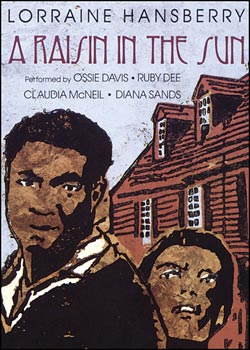 LORRAINE HANSBERRY
A RAISIN IN THE SUN
Performed by OSSIE DAVIS • RUBY DEE
CLAUDIA McNEIL • DIANA SANDS